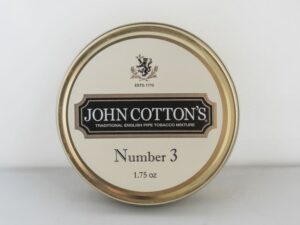 ESTD. 1770
JOHN COTTON'S
TRADITIONAL ENGLISH PIPE TOBACCO MIXTURE
Number 3
1.75 oz